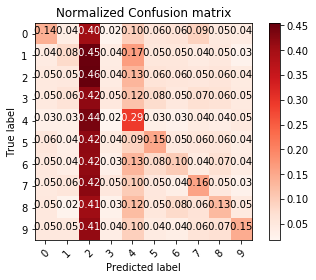 Normalized Confusion matrix
True label
0 0.14 0.04 0.40 0.02 0.10 0.06 0.06 0.09 0.05 0.04
1 0.04 0.08 0.45 0.04 0.17 0.05 0.05 0.04 0.05 0.03
2 0.05 0.05 0.46 0.04 0.13 0.06 0.06 0.05 0.06 0.04
3 0.06 0.05 0.42 0.05 0.12 0.08 0.05 0.07 0.06 0.05
4 0.03 0.03 0.44 0.02 0.29 0.03 0.03 0.04 0.04 0.05
5 0.06 0.04 0.42 0.04 0.09 0.15 0.05 0.06 0.06 0.04
6 0.05 0.04 0.42 0.03 0.13 0.08 0.10 0.04 0.07 0.04
7 0.05 0.06 0.42 0.05 0.10 0.06 0.04 0.16 0.05 0.04
8 0.05 0.06 0.41 0.03 0.12 0.05 0.08 0.06 0.13 0.05
9 0.05 0.05 0.41 0.04 0.10 0.04 0.04 0.06 0.07 0.15
0 1 2 3 4 5 6 7 8 9
Predicted label
0.45
0.40
0.35
0.30
0.25
0.20
0.15
0.10
0.05